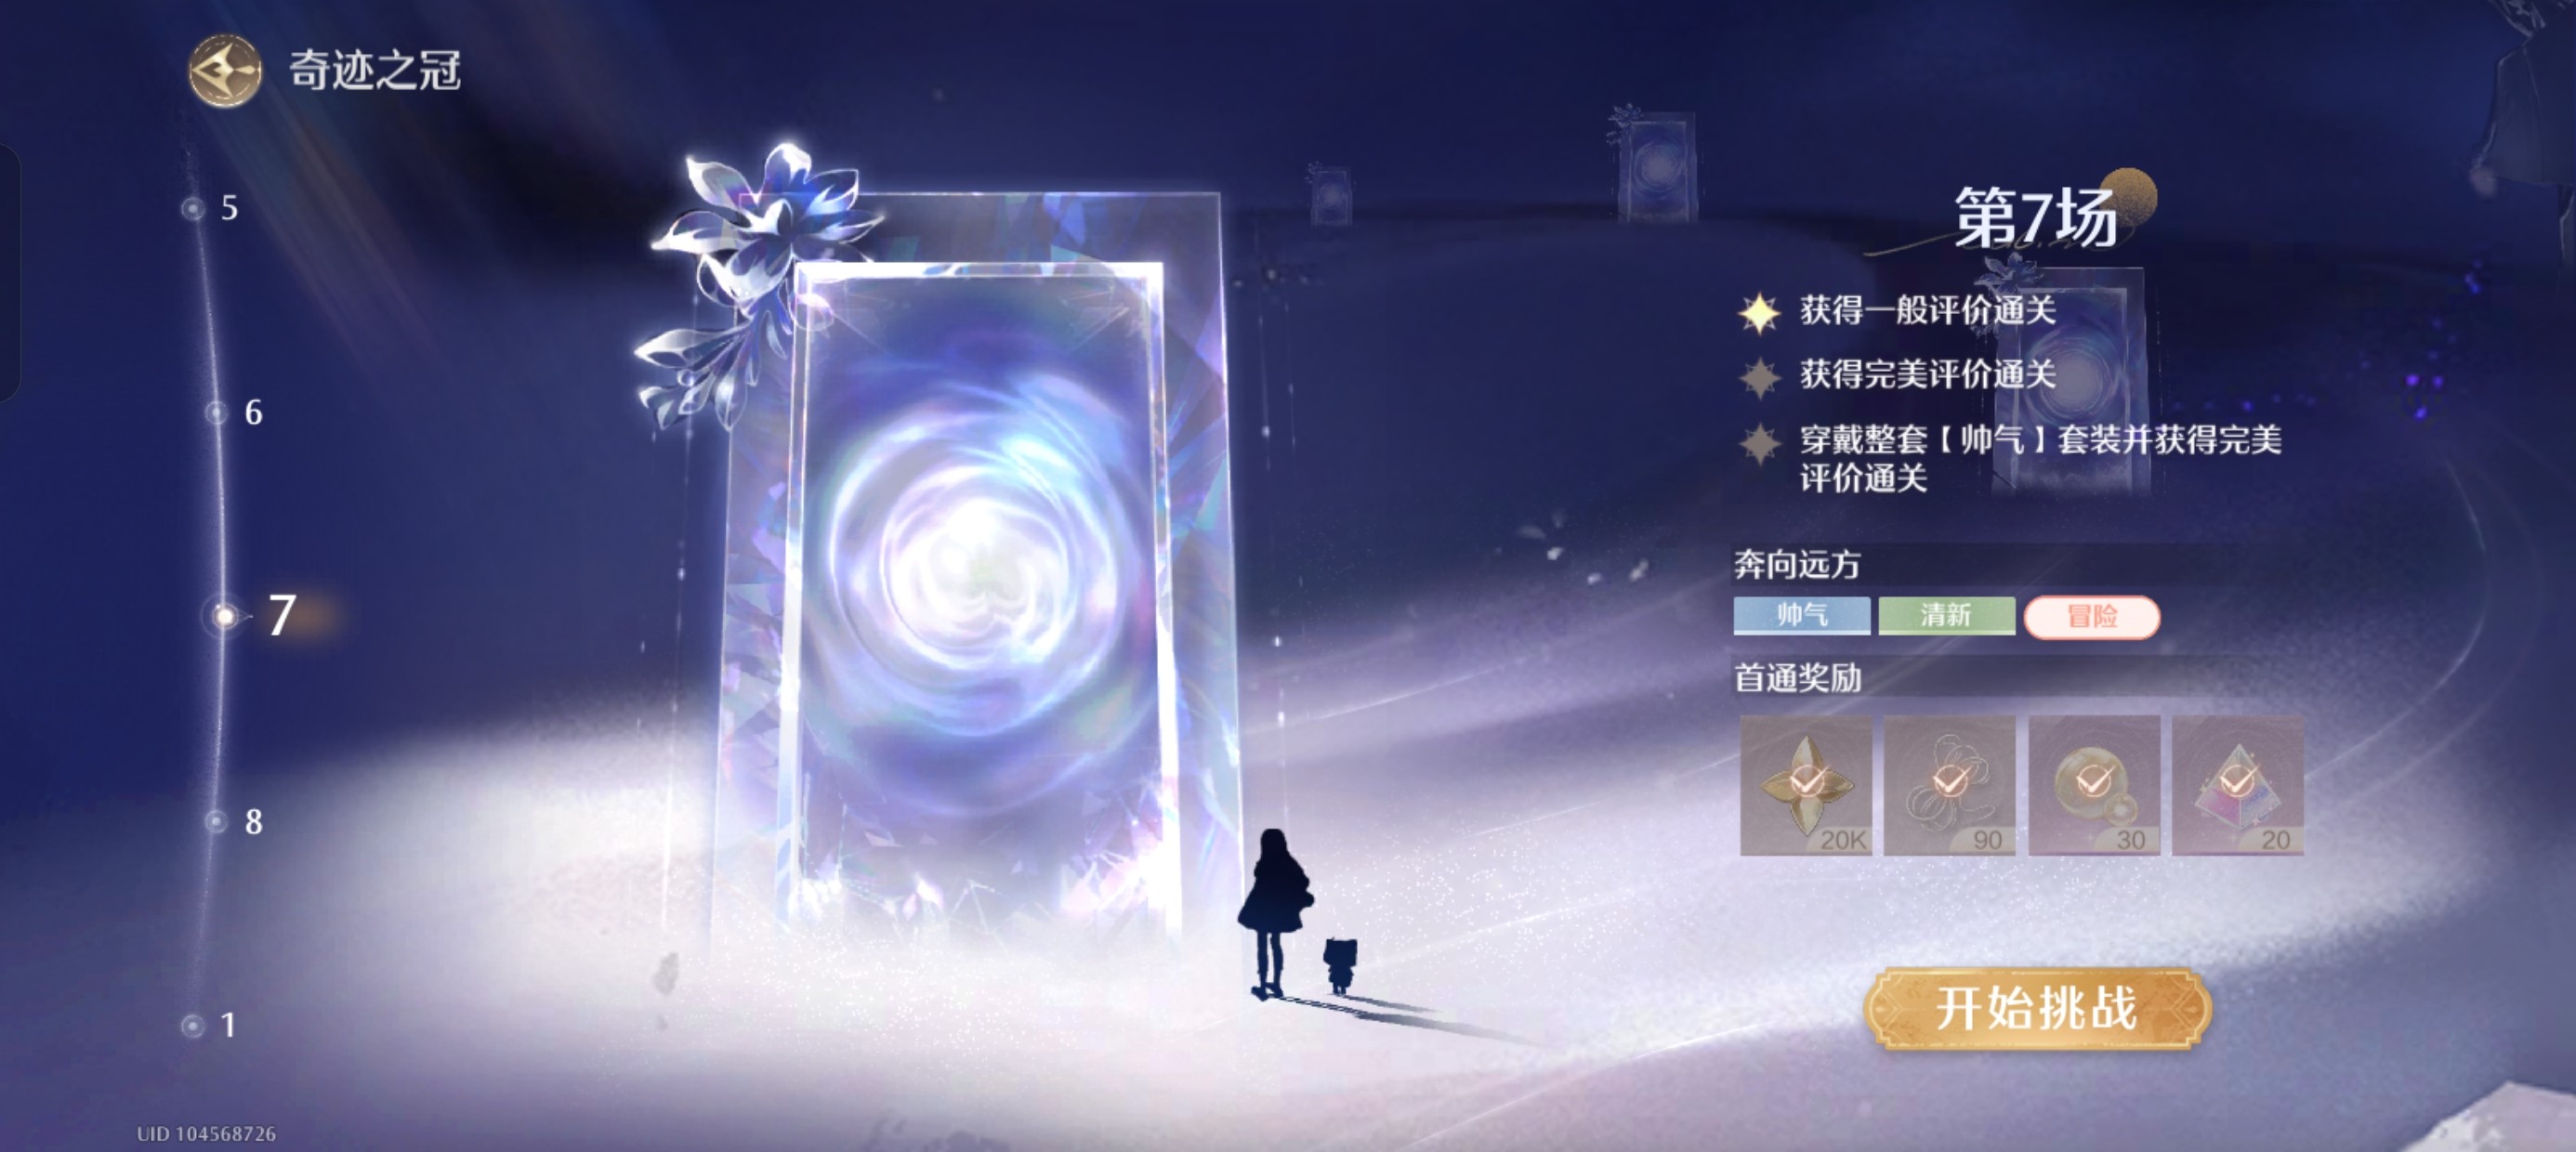 奇迹之冠
5
6
7
8
1
第7场
获得一般评价通关
获得完美评价通关
穿戴整套【帅气】套装并获得完美
评价通关
奔向远方
帅气 清新 冒险
首通奖励
20K 90 30 20
开始挑战
UID 104568726